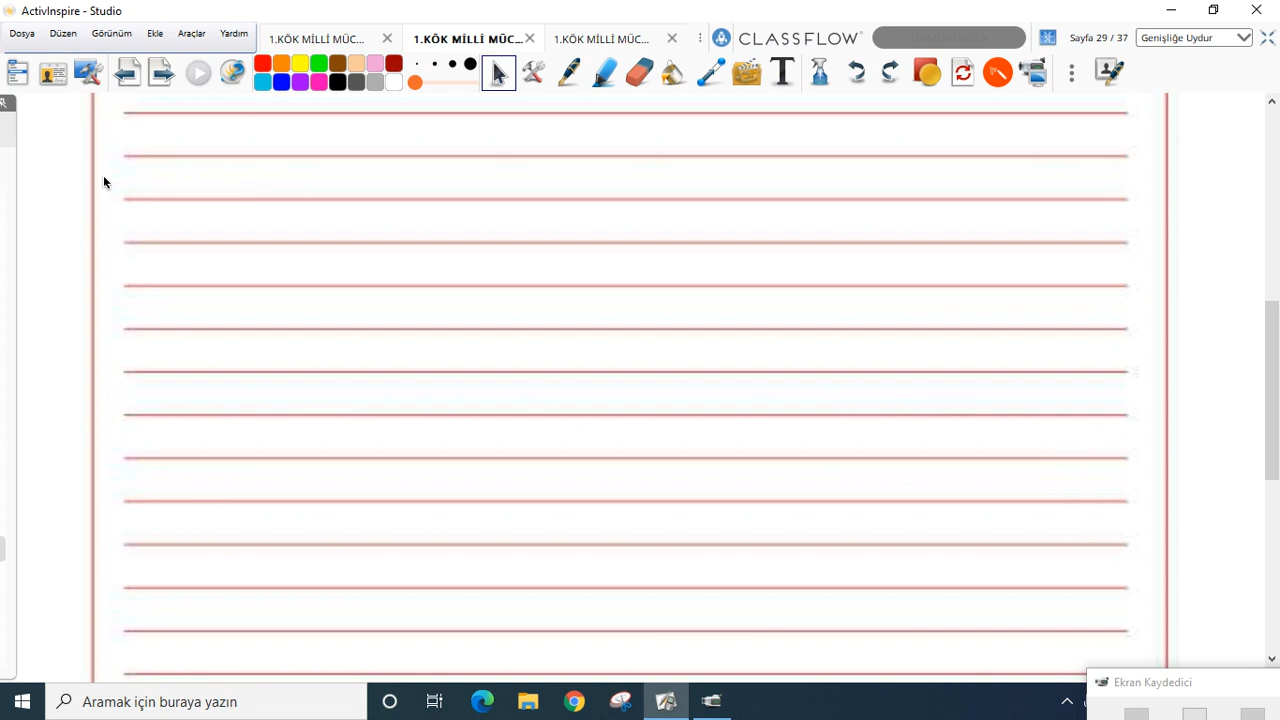 ActivInspire - Studio
Dosya Düzen Görünüm Ekle Araçlar Yardım
1.KÖK MİLLİ MÜC...
1.KÖK MİLLİ MÜC...
1.KÖK MİLLİ MÜC...
CLASSFLOW
Sayfa 29 / 37
Genişliğe Uydur
T
Ekran Kaydedici
Aramak için buraya yazın